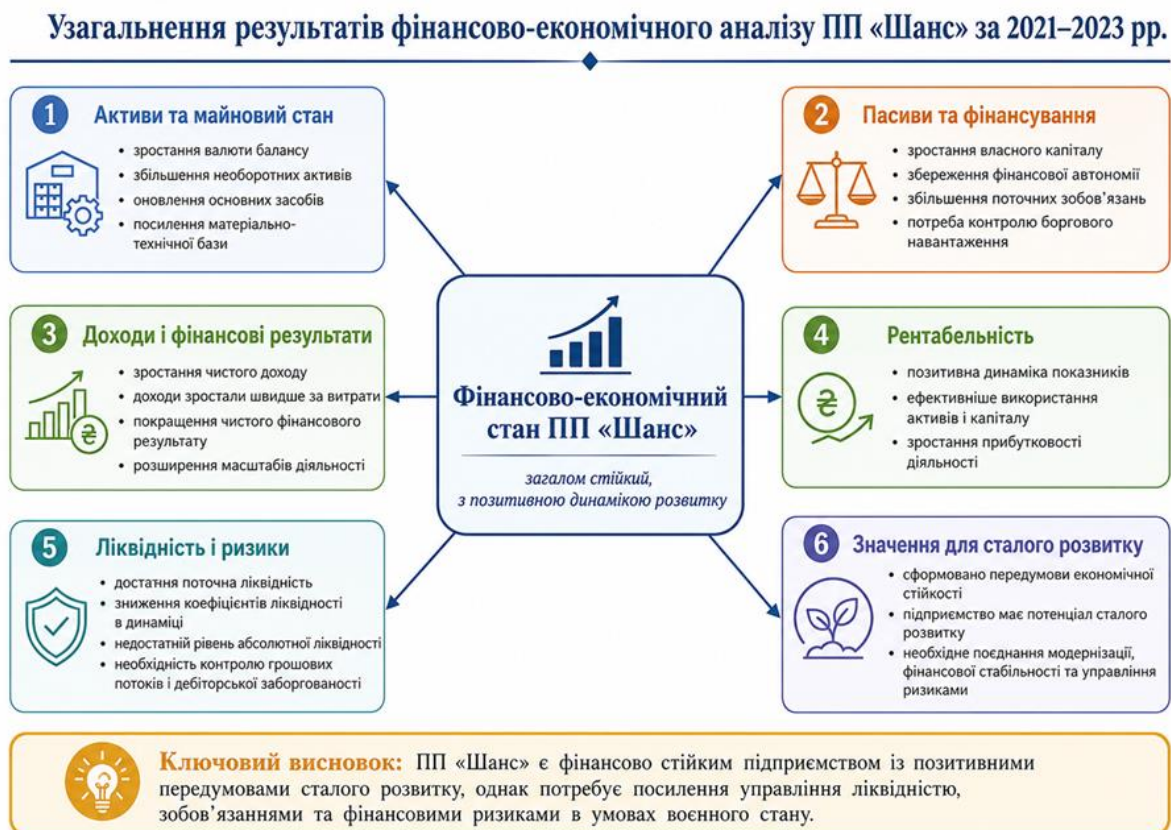 Узагальнення результатів фінансово-економічного аналізу ПП «Шанс» за 2021–2023 рр.
1 Активи та майновий стан
• зростання валюти балансу
• збільшення необоротних активів
• оновлення основних засобів
• посилення матеріально-
технічної бази
2 Пасиви та фінансування
• зростання власного капіталу
• збереження фінансової автономії
• збільшення поточних зобов’язань
• потреба контролю боргового
навантаження
3 Доходи і фінансові результати
• зростання чистого доходу
• доходи зростали швидше за витрати
• покращення чистого фінансового
результату
• розширення масштабів діяльності
₴
Фінансово-економічний
стан ПП «Шанс»
загалом стійкий,
з позитивною динамікою розвитку
4 Рентабельність
• позитивна динаміка показників
• ефективніше використання
активів і капіталу
• зростання прибутковості
діяльності
₴
5 Ліквідність і ризики
• достатня поточна ліквідність
• зниження коефіцієнтів ліквідності
в динаміці
• недостатній рівень абсолютної ліквідності
• необхідність контролю грошових
потоків і дебіторської заборгованості
6 Значення для сталого розвитку
• сформовано передумови економічної
стійкості
• підприємство має потенціал сталого
розвитку
• необхідне поєднання модернізації,
фінансової стабільності та управління
ризиками
Ключовий висновок: ПП «Шанс» є фінансово стійким підприємством із позитивними
передумовами сталого розвитку, однак потребує посилення управління ліквідністю,
зобов’язаннями та фінансовими ризиками в умовах воєнного стану.